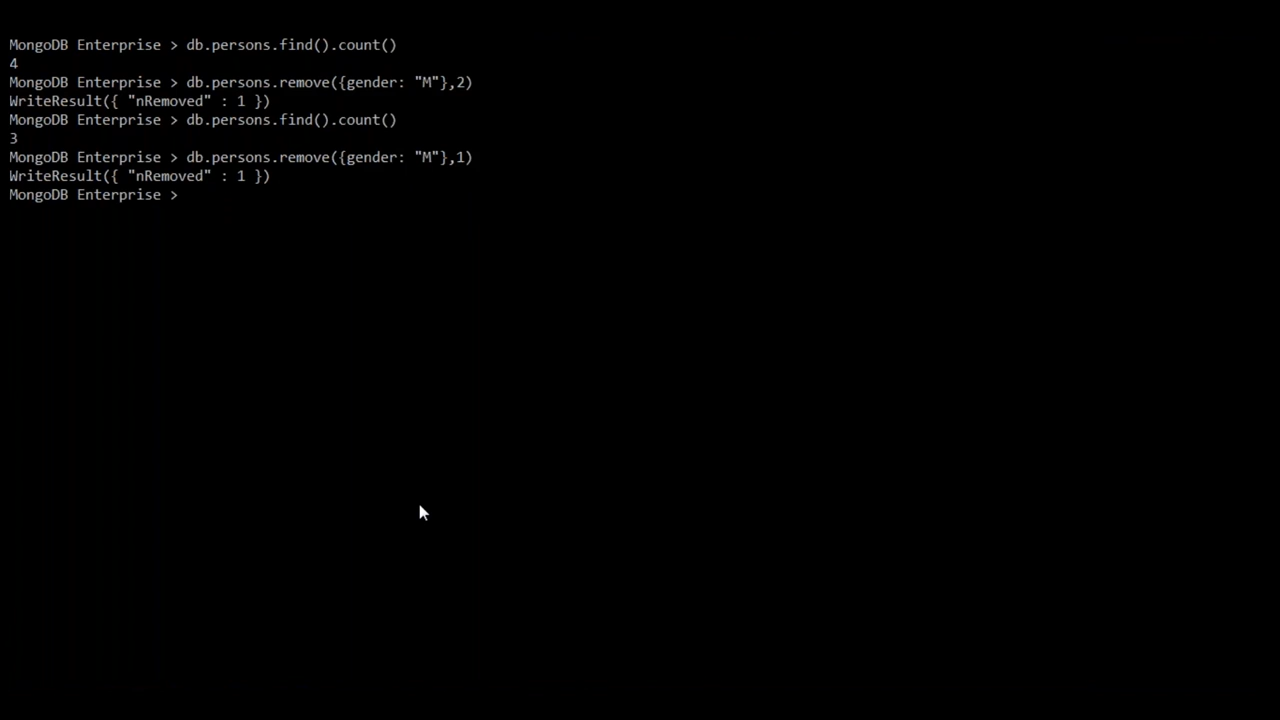 MongoDB Enterprise > db.persons.find().count()
4
MongoDB Enterprise > db.persons.remove({gender: "M"},2)
WriteResult({ "nRemoved" : 1 })
MongoDB Enterprise > db.persons.find().count()
3
MongoDB Enterprise > db.persons.remove({gender: "M"},1)
WriteResult({ "nRemoved" : 1 })
MongoDB Enterprise >